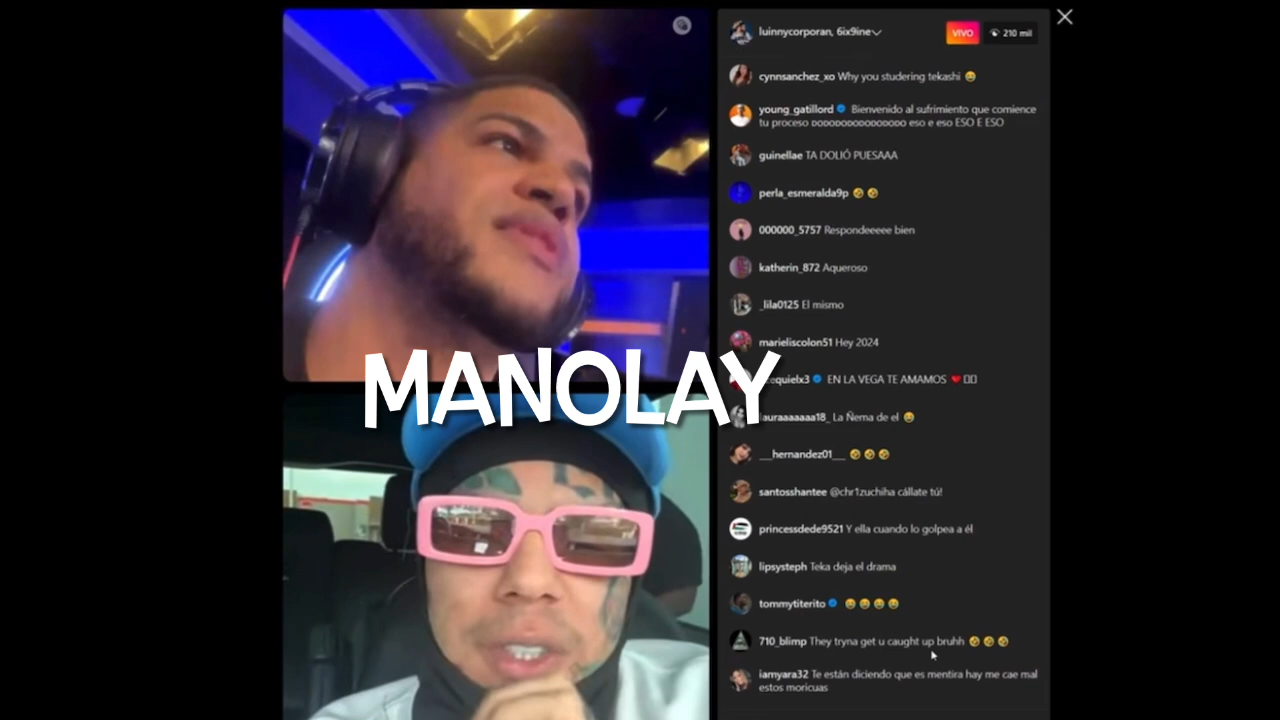 luinnycorporan, 6ix9ine
VIVO
210 mil
cynnsanchez_xo Why you studering tekashi 😂
young_gatillord Bienvenido al sufrimiento que comience
tu proceso ooooooooooooooo eso e eso ESO E ESO
guinellae TA DOLIÓ PUESAAA
perla_esmeralda9p 🤣 🤣
000000_5757 Respondeeeee bien
katherin_872 Aqueroso
_lila0125 El mismo
marieliscolon51 Hey 2024
MANOLAY
equielx3 EN LA VEGA TE AMAMOS ❤
lauraaaaaaa18_ La Ñema de el 😂
___hernandez01___ 🤣 🤣 🤣
santosshantee @chr1zuchiha cállate tú!
princessdede9521 Y ella cuando lo golpea a él
lipsysteph Teka deja el drama
tommytiterito 😭 😭 😭 😭
710_blimp They tryna get u caught up bruhh 🤣 🤣 🤣
iamyara32 Te están diciendo que es mentira hay me cae mal
estos moricuas